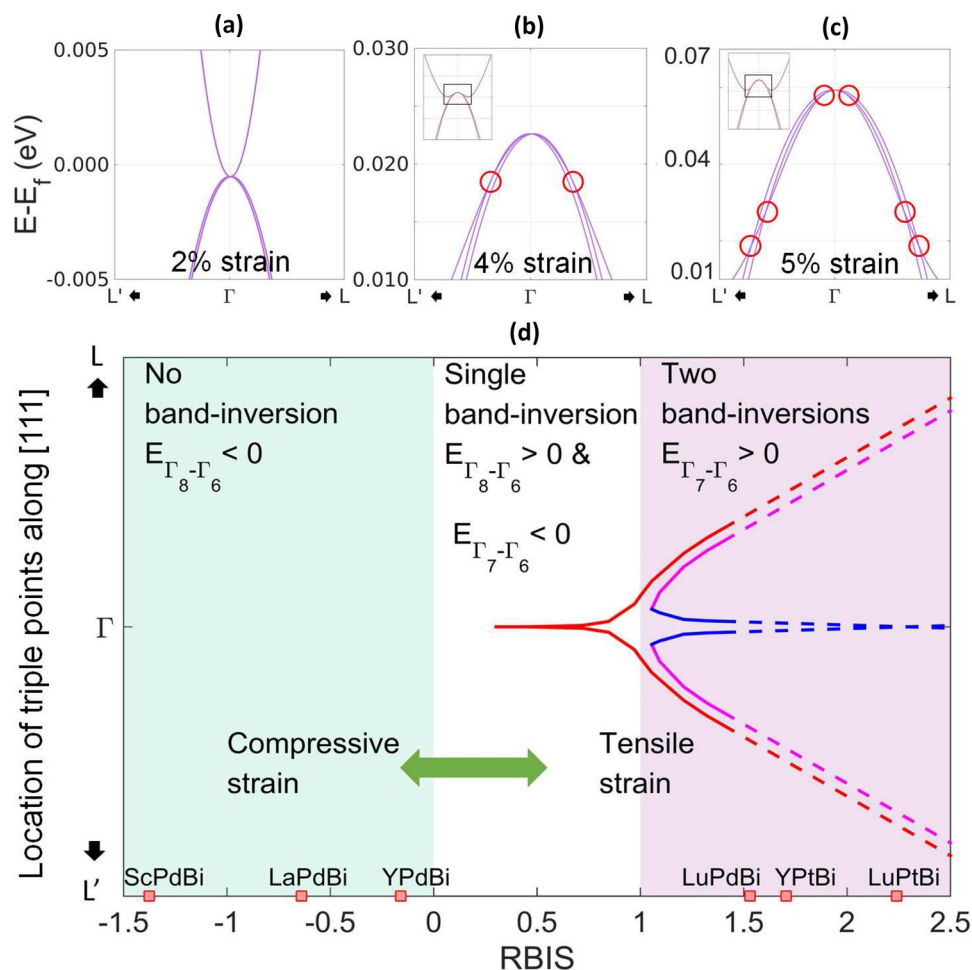 (a)
(b)
(c)
E-E_f (eV)
0.005
0.000
-0.005
2% strain
L' Γ L
0.030
0.020
0.010
4% strain
L' Γ L
0.07
0.04
0.01
5% strain
L' Γ L
(d)
Location of triple points along [111]
L
Γ
L'
No
band-inversion
E_Γ8-Γ6 < 0
Single
band-inversion
E_Γ8-Γ6 > 0 &
E_Γ7-Γ6 < 0
Two
band-inversions
E_Γ7-Γ6 > 0
Compressive
strain
Tensile
strain
ScPdBi LaPdBi YPdBi LuPdBi YPtBi LuPtBi
-1.5 -1 -0.5 0 0.5 1 1.5 2 2.5
RBIS